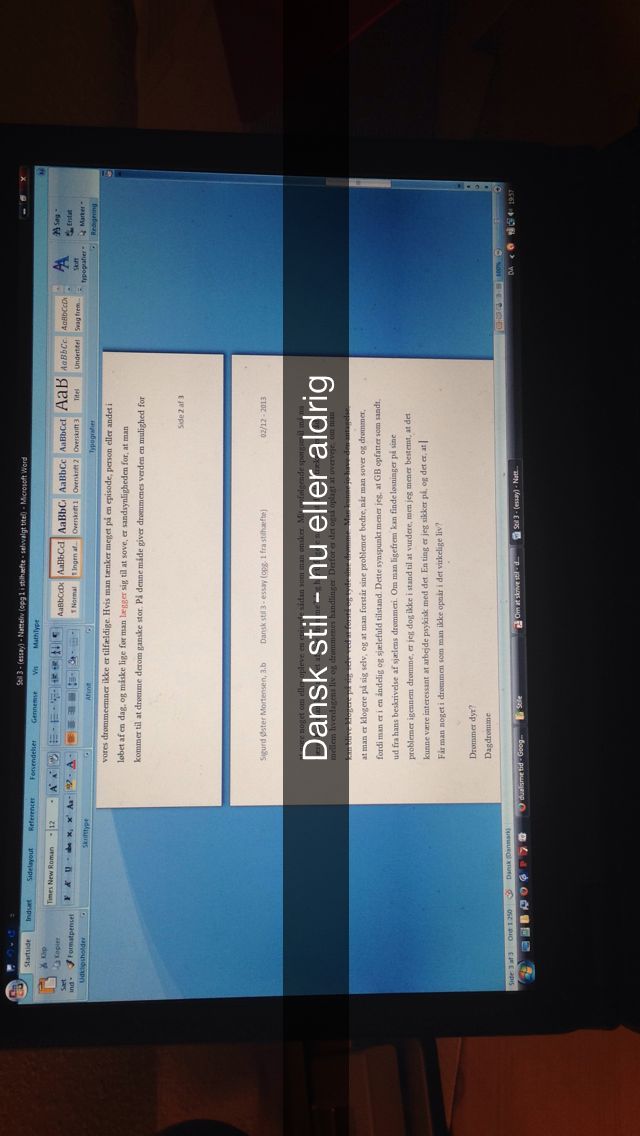 Stil 3 - (essay) - Natteliv (opg 1 i stilhæfte - selvvalgt titel) - Microsoft Word
Startside Indsæt Sidelayout Referencer Forsendelser Gennemse Vis MathType
Sæt ind
Klip
Kopier
Formatpensel
Udklipsholder
Times New Roman 12
Skrifttype
Afsnit
AaBbCcDc AaBbCcI AaBbC AaBbCc AaBbCcI AaB AaBbCc. AaBbCcDt
¶ Normal ¶ Ingen af... Overskrift 1 Overskrift 2 Overskrift 3 Titel Undertitel Svag frem...
Typografier
Skift typografier
Søg
Erstat
Marker
Redigering
vores drømmeemner ikke er tilfældige. Hvis man tænker meget på en episode, person eller andet i
løbet af en dag, og måske lige før man lægger sig til at sove, er sandsynligheden for, at man
kommer til at drømme derom ganske stor. På denne måde giver drømmenes verden en mulighed for
Side 2 af 3
Sigurd Øster Mortensen, 3.b Dansk stil 3 - essay (opg. 1 fra stilhæfte) 02/12 - 2013
Dansk stil - nu eller aldrig
kan blive klogere på sig selv ved at forstå og tyde sine drømme. Man kunne jo lave den antagelse,
at man er klogere på sig selv, og at man forstår sine problemer bedre, når man sover og drømmer,
fordi man er i en åndelig og sjælefuld tilstand. Dette synspunkt mener jeg, at GB opfatter som sandt,
ud fra hans beskrivelse af sjælens drømmeti. Om man ligefrem kan finde løsninger på sine
problemer igennem drømme, er jeg dog ikke i stand til at vurdere, men jeg mener bestemt, at det
kunne være interessant at arbejde psykisk med det. En ting er jeg sikker på, og det er, at
Får man noget i drømmen som man ikke opnår i det virkelige liv?
Drømmer dyr?
Dagdrømme
Side: 3 af 3 Ord: 1.250 Dansk (Danmark) 100%
dualisme tid - Goog... Stile Om at skrive stil - d... Stil 3 - (essay) - Natt... DA 19:57